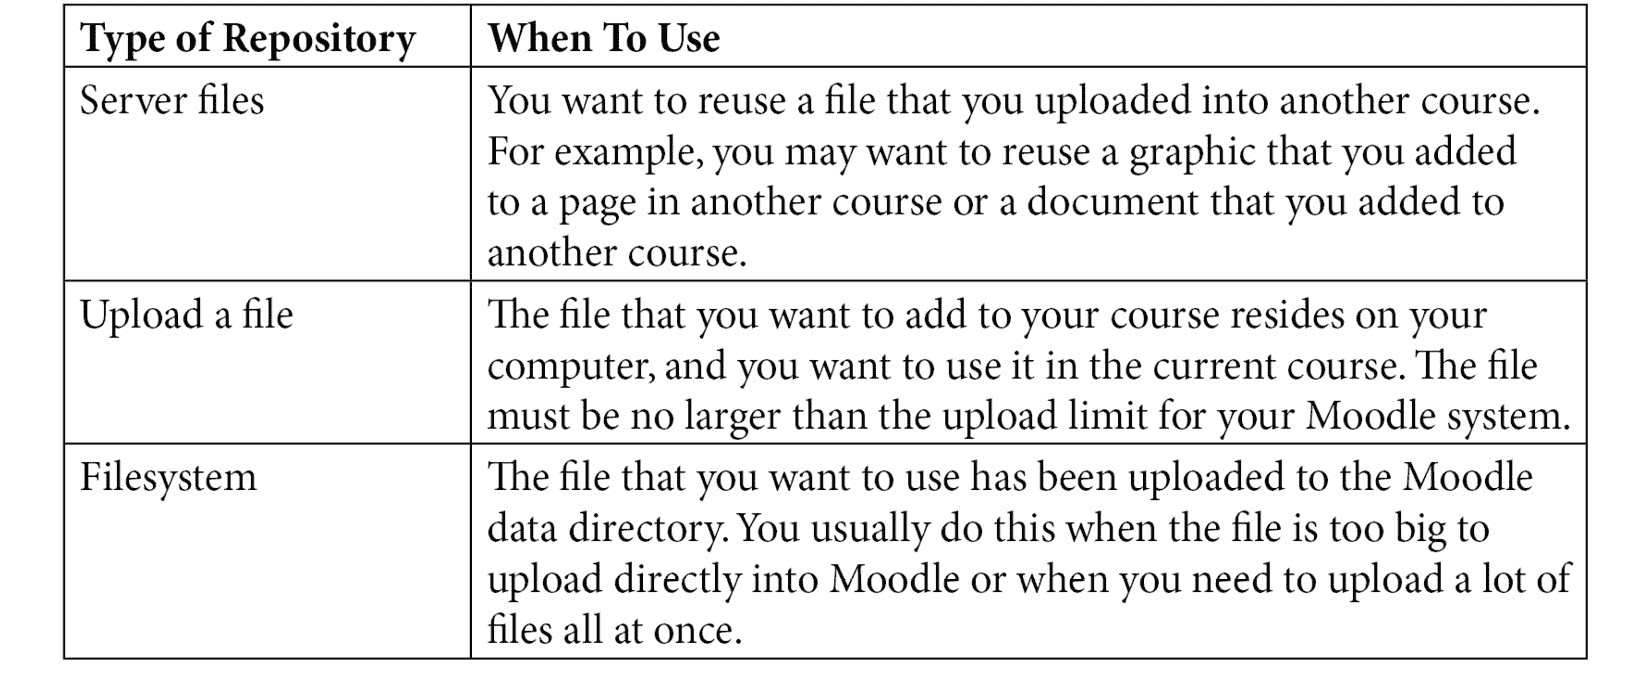 Type of Repository
When To Use
Server files
You want to reuse a file that you uploaded into another course.
For example, you may want to reuse a graphic that you added
to a page in another course or a document that you added to
another course.
Upload a file
The file that you want to add to your course resides on your
computer, and you want to use it in the current course. The file
must be no larger than the upload limit for your Moodle system.
Filesystem
The file that you want to use has been uploaded to the Moodle
data directory. You usually do this when the file is too big to
upload directly into Moodle or when you need to upload a lot of
files all at once.